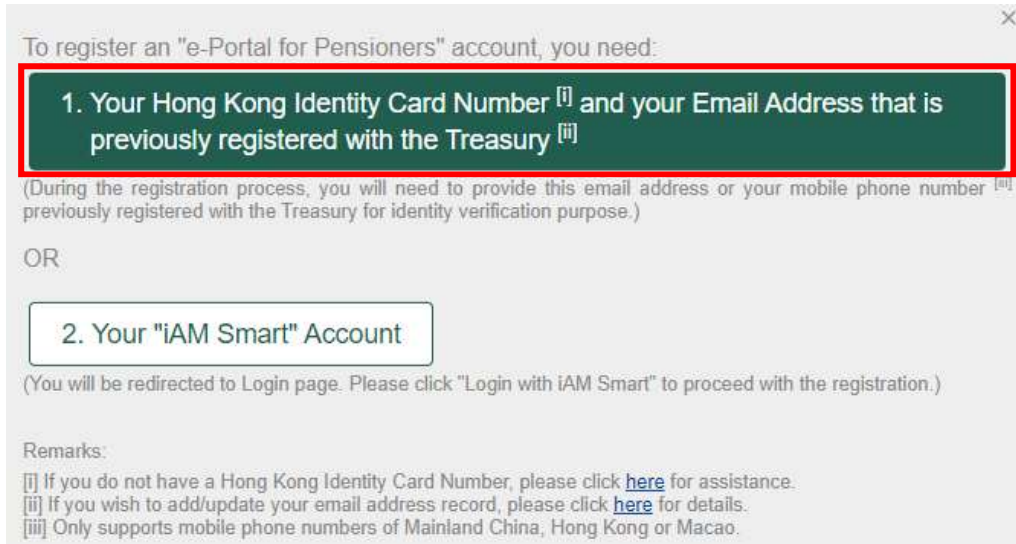 To register an "e-Portal for Pensioners" account, you need:
1. Your Hong Kong Identity Card Number [i] and your Email Address that is
previously registered with the Treasury [ii]
(During the registration process, you will need to provide this email address or your mobile phone number [iii]
previously registered with the Treasury for identity verification purpose.)
OR
2. Your "iAM Smart" Account
(You will be redirected to Login page. Please click "Login with iAM Smart" to proceed with the registration.)
Remarks:
[i] If you do not have a Hong Kong Identity Card Number, please click here for assistance.
[ii] If you wish to add/update your email address record, please click here for details.
[iii] Only supports mobile phone numbers of Mainland China, Hong Kong or Macao.